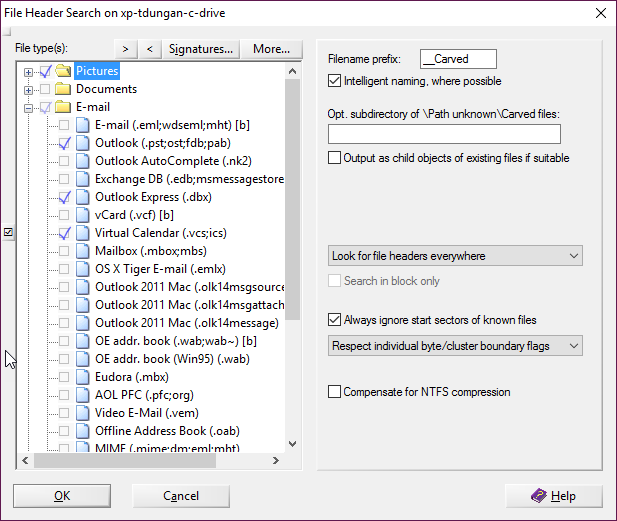 File Header Search on xp-tdungan-c-drive
File type(s):
> < Signatures... More...
Pictures
Documents
E-mail
E-mail (.eml;wdseml;mht) [b]
Outlook (.pst;ost;fdb;pab)
Outlook AutoComplete (.nk2)
Exchange DB (.edb;msmessagestore
Outlook Express (.dbx)
vCard (.vcf) [b]
Virtual Calendar (.vcs;ics)
Mailbox (.mbox;mbs)
OS X Tiger E-mail (.emlx)
Outlook 2011 Mac (.olk14msgsource
Outlook 2011 Mac (.olk14msgattach
Outlook 2011 Mac (.olk14message)
OE addr. book (.wab;wab~) [b]
OE addr. book (Win95) (.wab)
Eudora (.mbx)
AOL PFC (.pfc;org)
Video E-Mail (.vem)
Offline Address Book (.oab)
MIME (.mime;dm;eml;mht)
Filename prefix: __Carved
Intelligent naming, where possible
Opt. subdirectory of \Path unknown\Carved files:
Output as child objects of existing files if suitable
Look for file headers everywhere
Search in block only
Always ignore start sectors of known files
Respect individual byte/cluster boundary flags
Compensate for NTFS compression
OK
Cancel
Help